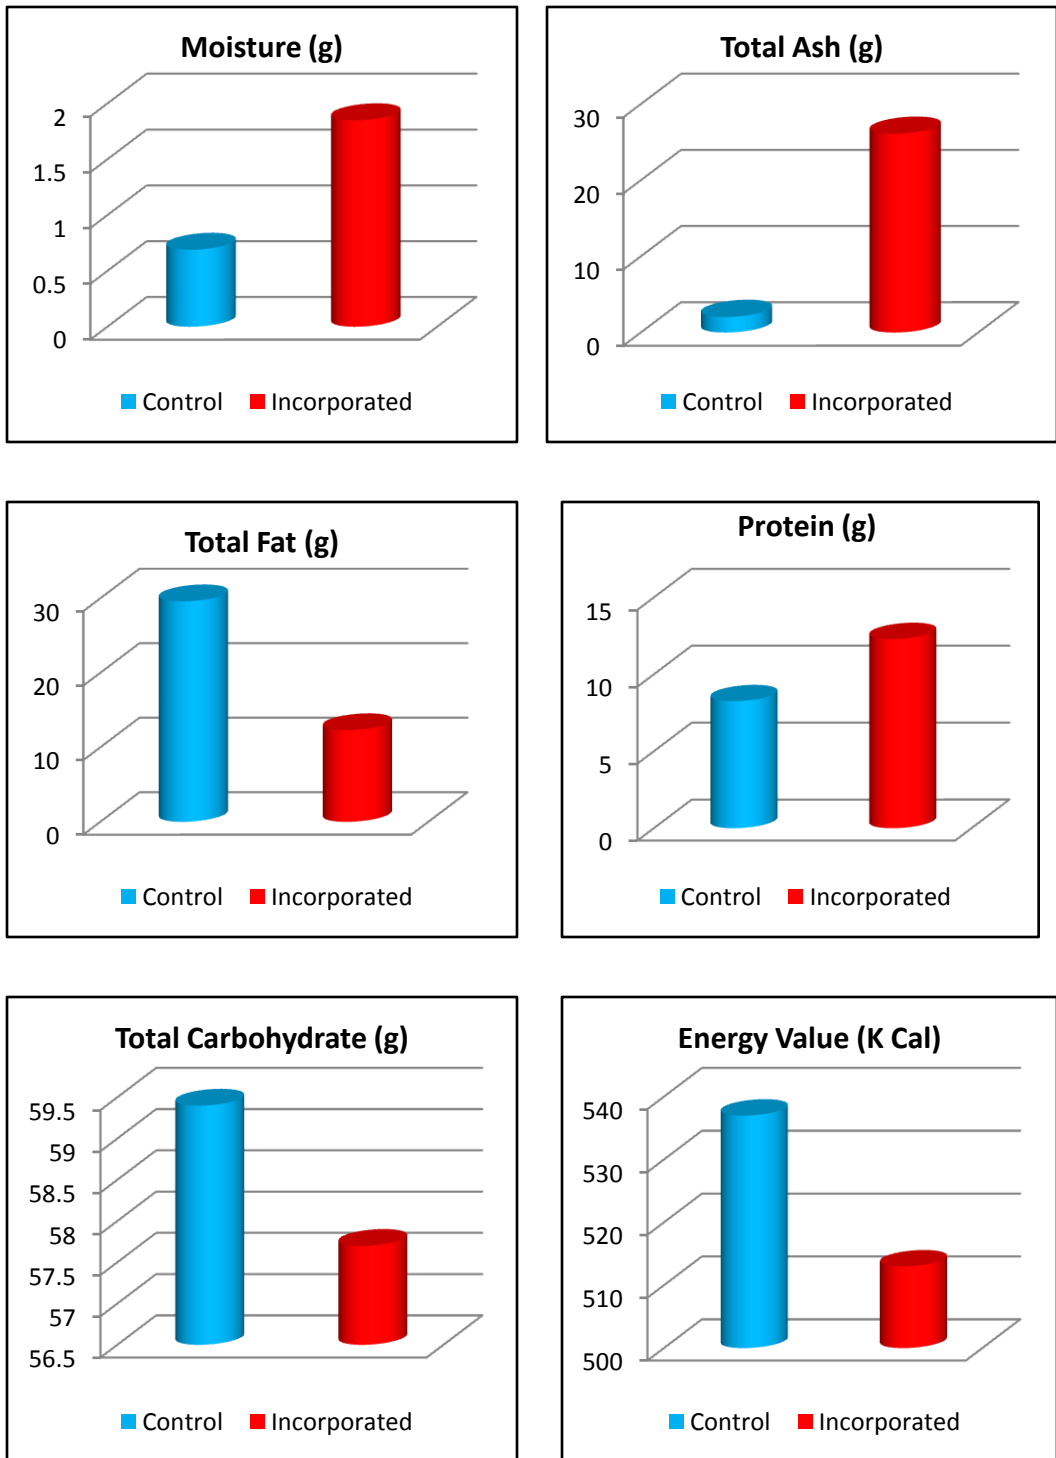 Moisture (g)
2
1.5
1
0.5
0
Control Incorporated
Total Ash (g)
30
20
10
0
Control Incorporated
Total Fat (g)
30
20
10
0
Control Incorporated
Protein (g)
15
10
5
0
Control Incorporated
Total Carbohydrate (g)
59.5
59
58.5
58
57.5
57
56.5
Control Incorporated
Energy Value (K Cal)
540
530
520
510
500
Control Incorporated